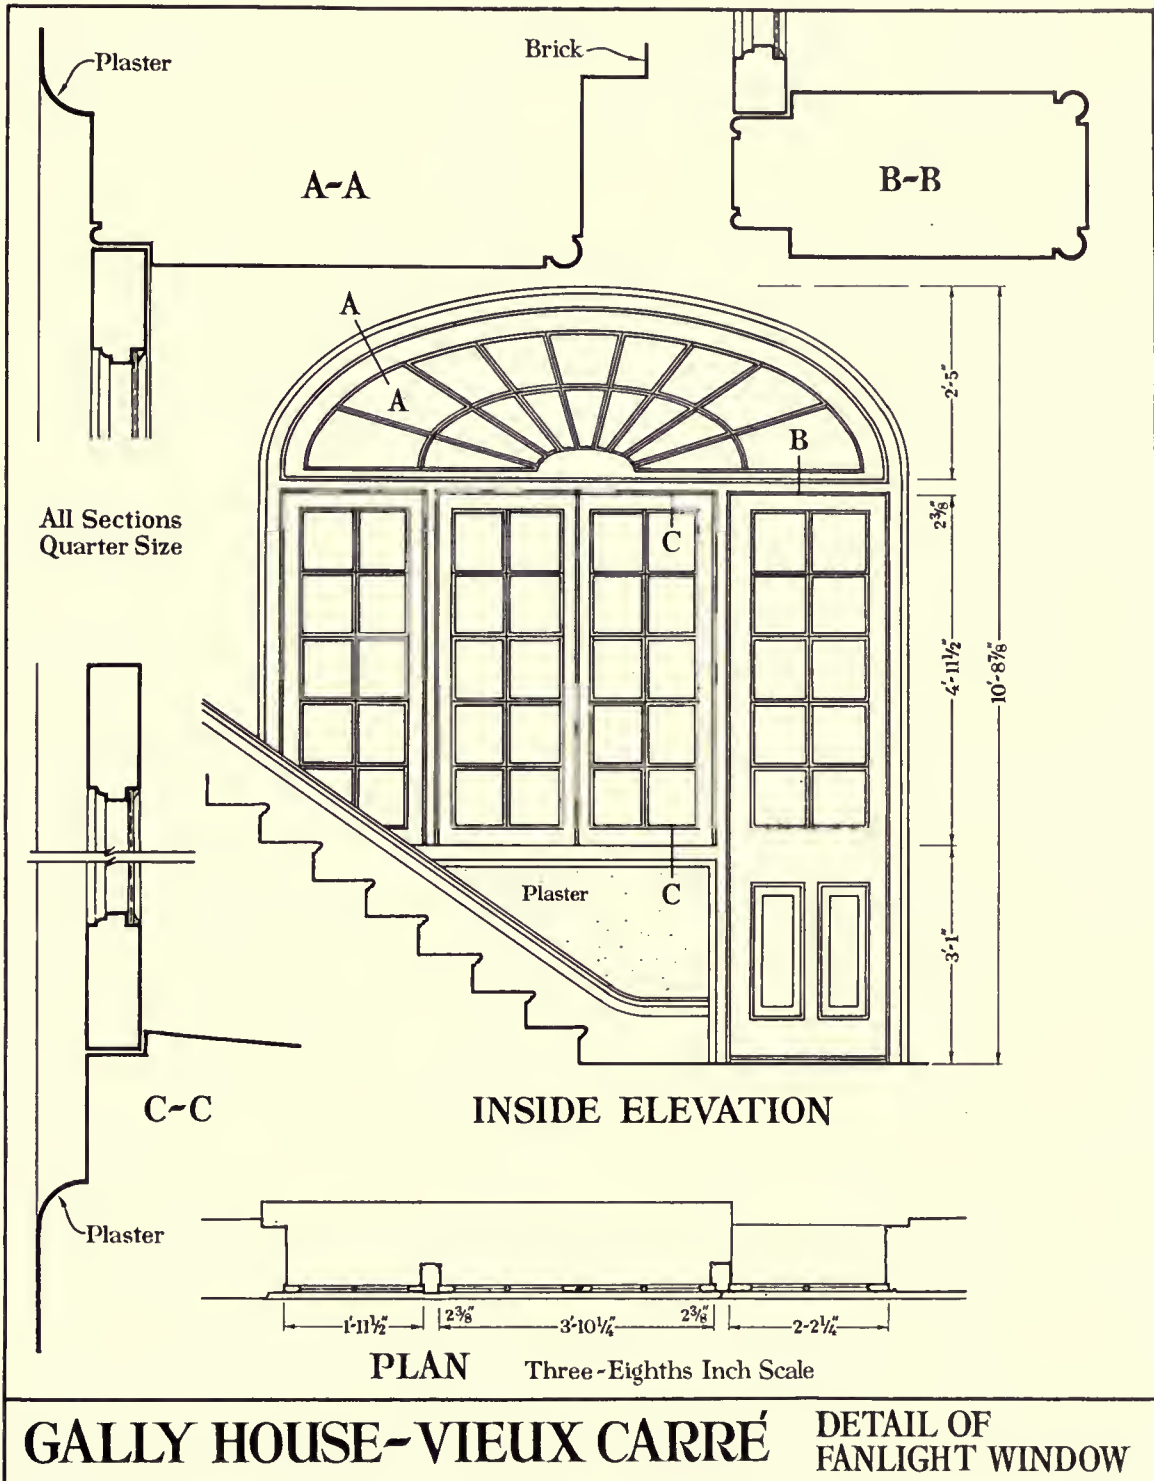 Plaster
Brick
A~A
B~B
A
A
B
2'-5"
All Sections
Quarter Size
2⅜"
C
4'-11½"
10'-8⅞"
Plaster
C
3'-1"
C~C
INSIDE ELEVATION
Plaster
1'-11½"
2⅜"
3'-10¼"
2⅜"
2-2¼"
PLAN Three-Eighths Inch Scale
GALLY HOUSE~VIEUX CARRÉ
DETAIL OF
FANLIGHT WINDOW